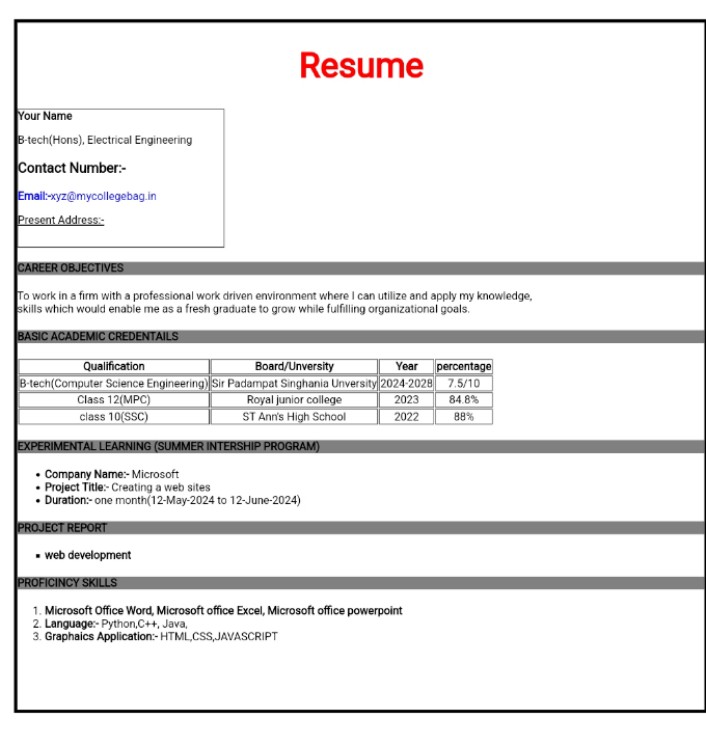 Resume
Your Name
B-tech(Hons), Electrical Engineering
Contact Number:-
Email:-xyz@mycollegebag.in
Present Address:-
CAREER OBJECTIVES
To work in a firm with a professional work driven environment where I can utilize and apply my knowledge,
skills which would enable me as a fresh graduate to grow while fulfilling organizational goals.
BASIC ACADEMIC CREDENTAILS
Qualification Board/Unversity Year percentage
B-tech(Computer Science Engineering) Sir Padampat Singhania Unversity 2024-2028 7.5/10
Class 12(MPC) Royal junior college 2023 84.8%
class 10(SSC) ST Ann's High School 2022 88%
EXPERIMENTAL LEARNING (SUMMER INTERSHIP PROGRAM)
• Company Name:- Microsoft
• Project Title:- Creating a web sites
• Duration:- one month(12-May-2024 to 12-June-2024)
PROJECT REPORT
▪ web development
PROFICINCY SKILLS
1. Microsoft Office Word, Microsoft office Excel, Microsoft office powerpoint
2. Language:- Python,C++, Java,
3. Graphaics Application:- HTML,CSS,JAVASCRIPT